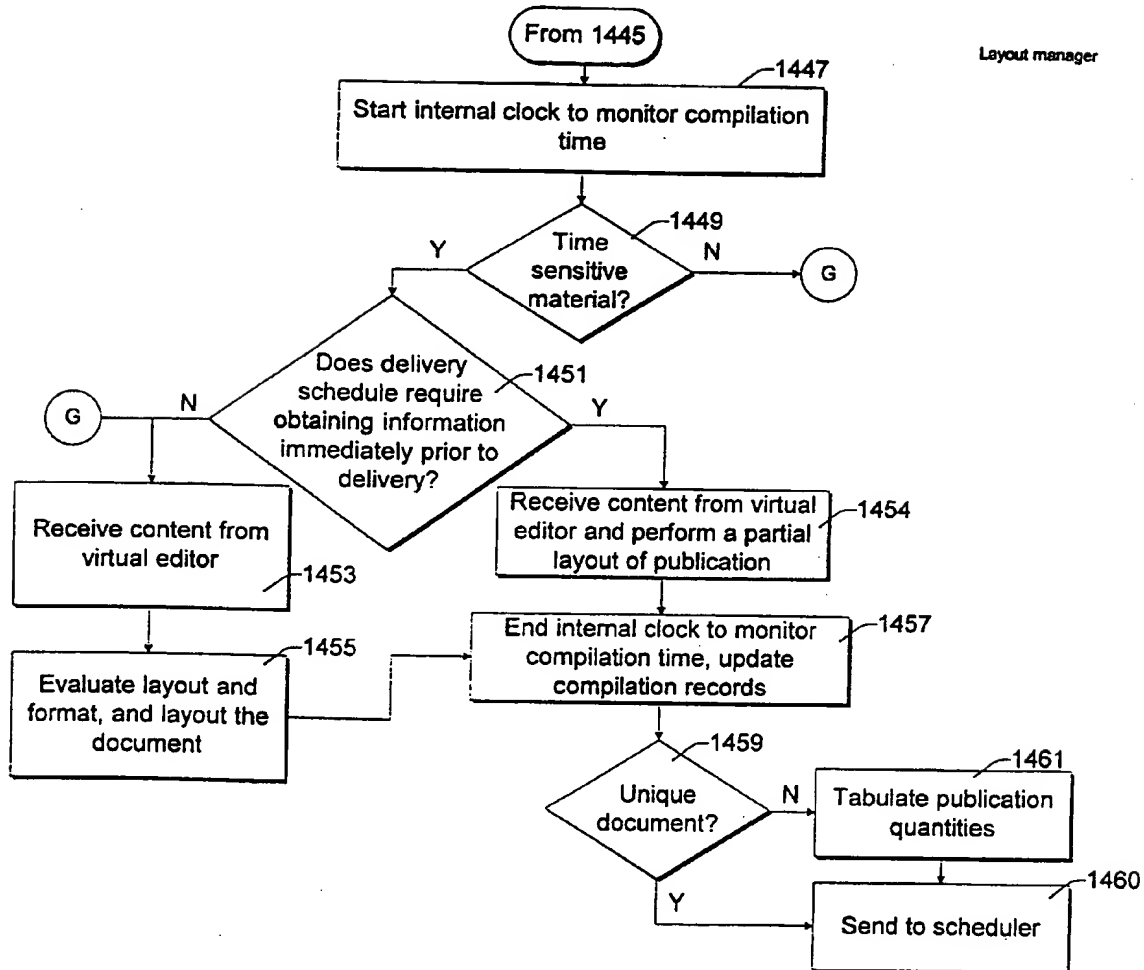 From 1445
Layout manager
1447
Start internal clock to monitor compilation
time
1449
Time
sensitive
material?
Y
N
G
Does delivery
schedule require
obtaining information
immediately prior to
delivery?
1451
N
Y
G
Receive content from
virtual editor
1453
Receive content from virtual
editor and perform a partial
layout of publication
1454
1455
Evaluate layout and
format, and layout the
document
End internal clock to monitor
compilation time, update
compilation records
1457
1459
Unique
document?
N
Y
1461
Tabulate publication
quantities
1460
Send to scheduler